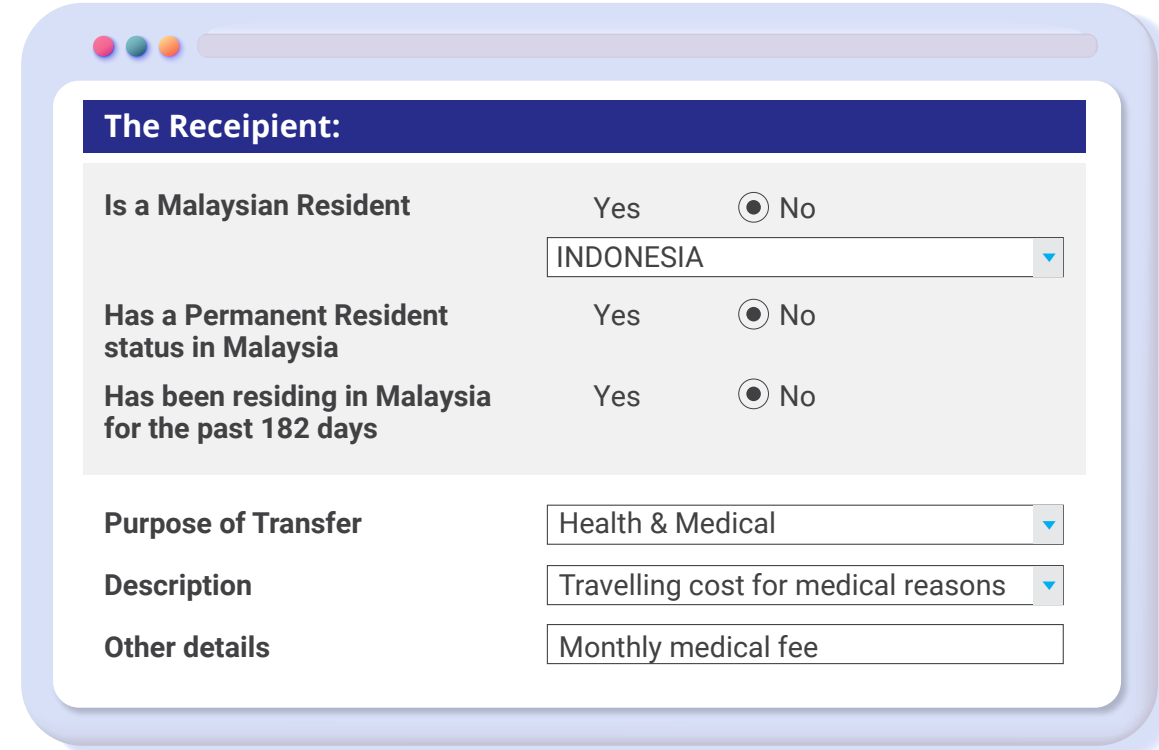 The Receipient:
Is a Malaysian Resident Yes No
INDONESIA
Has a Permanent Resident Yes No
status in Malaysia
Has been residing in Malaysia Yes No
for the past 182 days
Purpose of Transfer Health & Medical
Description Travelling cost for medical reasons
Other details Monthly medical fee